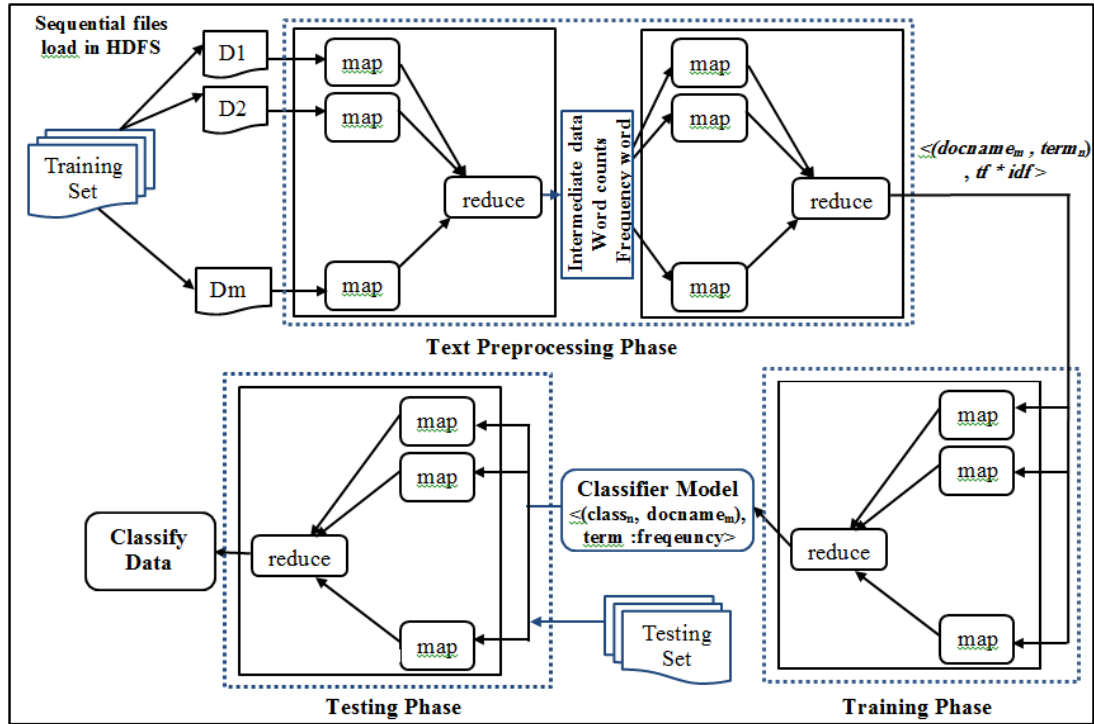 Sequential files
load in HDFS
D1
D2
Training
Set
Dm
map
map
map
reduce
Intermediate data
Word counts
Frequency word
map
map
map
reduce
<(docnameₘ , termₙ)
, tf * idf >
Text Preprocessing Phase
map
map
map
reduce
Training Phase
Classifier Model
<(classₙ, docnameₘ),
term :freqeuncy>
Testing
Set
map
map
map
reduce
Testing Phase
Classify
Data